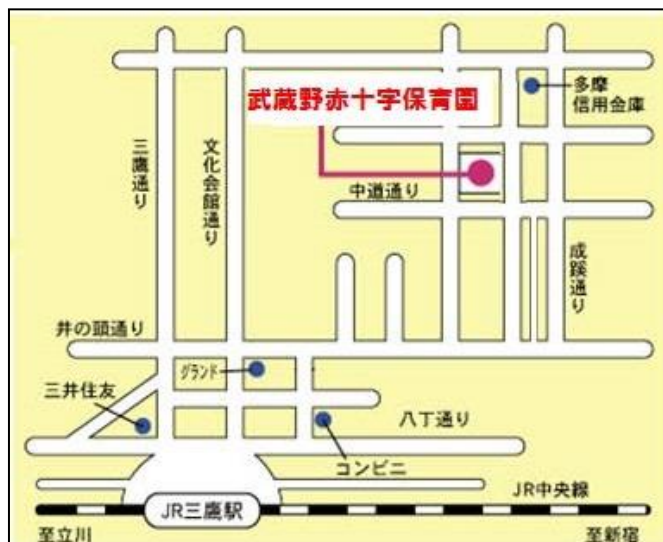 多摩
信用金庫
武蔵野赤十字保育園
三鷹通り
文化会館通り
中道通り
成蹊通り
井の頭通り
グランド
三井住友
八丁通り
コンビニ
JR中央線
JR三鷹駅
至立川
至新宿